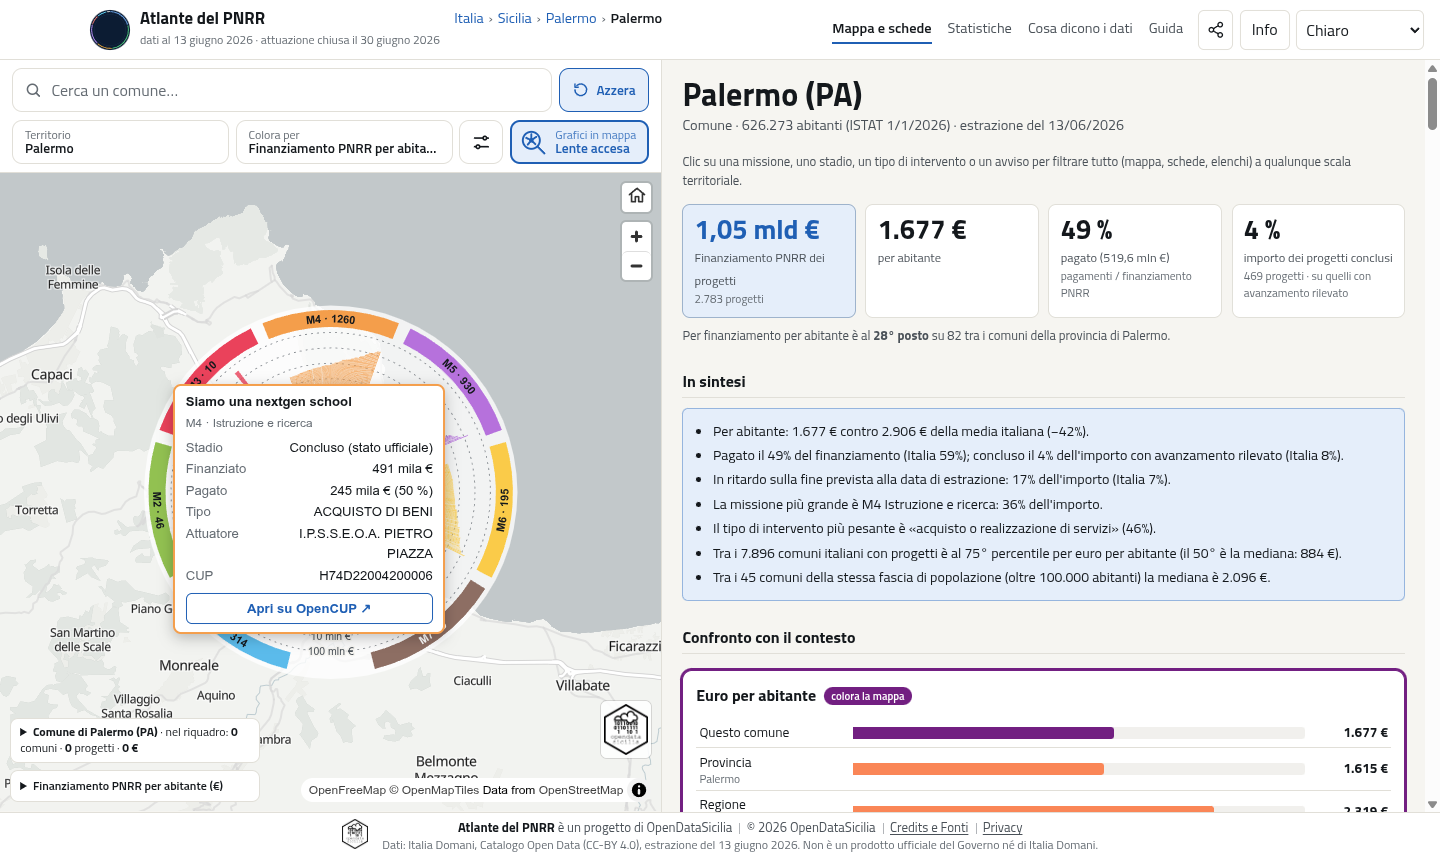 Atlante del PNRR
dati al 13 giugno 2026 · attuazione chiusa il 30 giugno 2026
Italia › Sicilia › Palermo › Palermo
Mappa e schede
Statistiche
Cosa dicono i dati
Guida
Info
Chiaro
Cerca un comune...
Azzera
Territorio
Palermo
Colora per
Finanziamento PNRR per abita...
Grafici in mappa
Lente accesa
Isola delle
Femmine
Capaci
o degli Ulivi
Torretta
Piano G
San Martino
delle Scale
Monreale
Villaggio
Santa Rosalia
Aquino
ambra
Belmonte
Mezzagno
Ciaculli
Villabate
Ficarazzi
M4 · 1260
M5 · 930
M6 · 195
M7
314
M2 · 46
M3 · 10
10 mln €
100 mln €
Siamo una nextgen school
M4 · Istruzione e ricerca
Stadio Concluso (stato ufficiale)
Finanziato 491 mila €
Pagato 245 mila € (50 %)
Tipo ACQUISTO DI BENI
Attuatore I.P.S.S.E.O.A. PIETRO
PIAZZA
CUP H74D22004200006
Apri su OpenCUP ↗
▶ Comune di Palermo (PA) · nel riquadro: 0
comuni · 0 progetti · 0 €
▶ Finanziamento PNRR per abitante (€)
OpenFreeMap © OpenMapTiles Data from OpenStreetMap
Palermo (PA)
Comune · 626.273 abitanti (ISTAT 1/1/2026) · estrazione del 13/06/2026
Clic su una missione, uno stadio, un tipo di intervento o un avviso per filtrare tutto (mappa, schede, elenchi) a qualunque scala
territoriale.
1,05 mld €
Finanziamento PNRR dei
progetti
2.783 progetti
1.677 €
per abitante
49 %
pagato (519,6 mln €)
pagamenti / finanziamento
PNRR
4 %
importo dei progetti conclusi
469 progetti · su quelli con
avanzamento rilevato
Per finanziamento per abitante è al 28° posto su 82 tra i comuni della provincia di Palermo.
In sintesi
• Per abitante: 1.677 € contro 2.906 € della media italiana (−42%).
• Pagato il 49% del finanziamento (Italia 59%); concluso il 4% dell'importo con avanzamento rilevato (Italia 8%).
• In ritardo sulla fine prevista alla data di estrazione: 17% dell'importo (Italia 7%).
• La missione più grande è M4 Istruzione e ricerca: 36% dell'importo.
• Il tipo di intervento più pesante è «acquisto o realizzazione di servizi» (46%).
• Tra i 7.896 comuni italiani con progetti è al 75° percentile per euro per abitante (il 50° è la mediana: 884 €).
• Tra i 45 comuni della stessa fascia di popolazione (oltre 100.000 abitanti) la mediana è 2.096 €.
Confronto con il contesto
Euro per abitante colora la mappa
Questo comune 1.677 €
Provincia
Palermo
1.615 €
Regione 2.319 €
Atlante del PNRR è un progetto di OpenDataSicilia | © 2026 OpenDataSicilia | Credits e Fonti | Privacy
Dati: Italia Domani, Catalogo Open Data (CC-BY 4.0), estrazione del 13 giugno 2026. Non è un prodotto ufficiale del Governo né di Italia Domani.